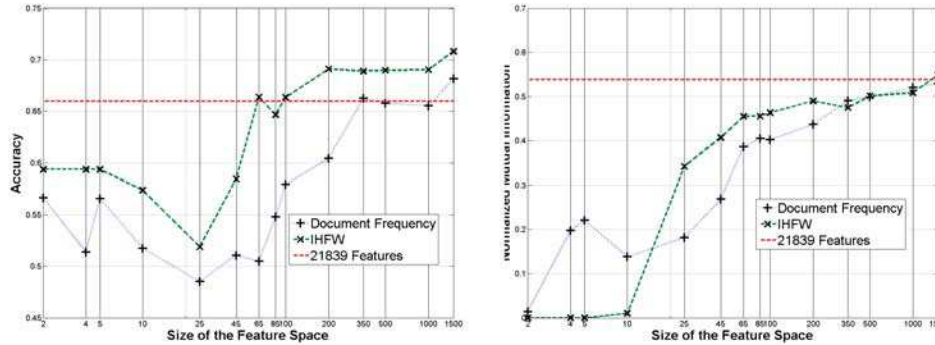 0.75
0.7
0.65
0.6
0.55
0.5
0.45
Accuracy
Document Frequency
IHFW
21839 Features
2 4 5 10 25 45 65 85 100 200 350 500 1000 1500
Size of the Feature Space
0.7
0.6
0.5
0.4
0.3
0.2
0.1
0
Normalized Mutual Information
Document Frequency
IHFW
21839 Features
2 4 5 10 25 45 65 85 100 200 350 500 1000
Size of the Feature Space